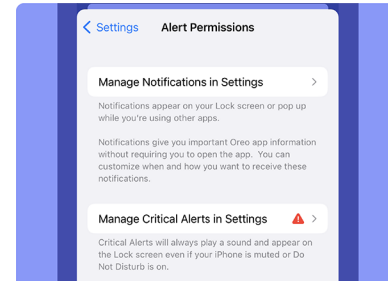 Settings Alert Permissions
Manage Notifications in Settings
Notifications appear on your Lock screen or pop up
while you're using other apps.
Notifications give you important Oreo app information
without requiring you to open the app. You can
customize when and how you want to receive these
notifications.
Manage Critical Alerts in Settings
Critical Alerts will always play a sound and appear on
the Lock screen even if your iPhone is muted or Do
Not Disturb is on.